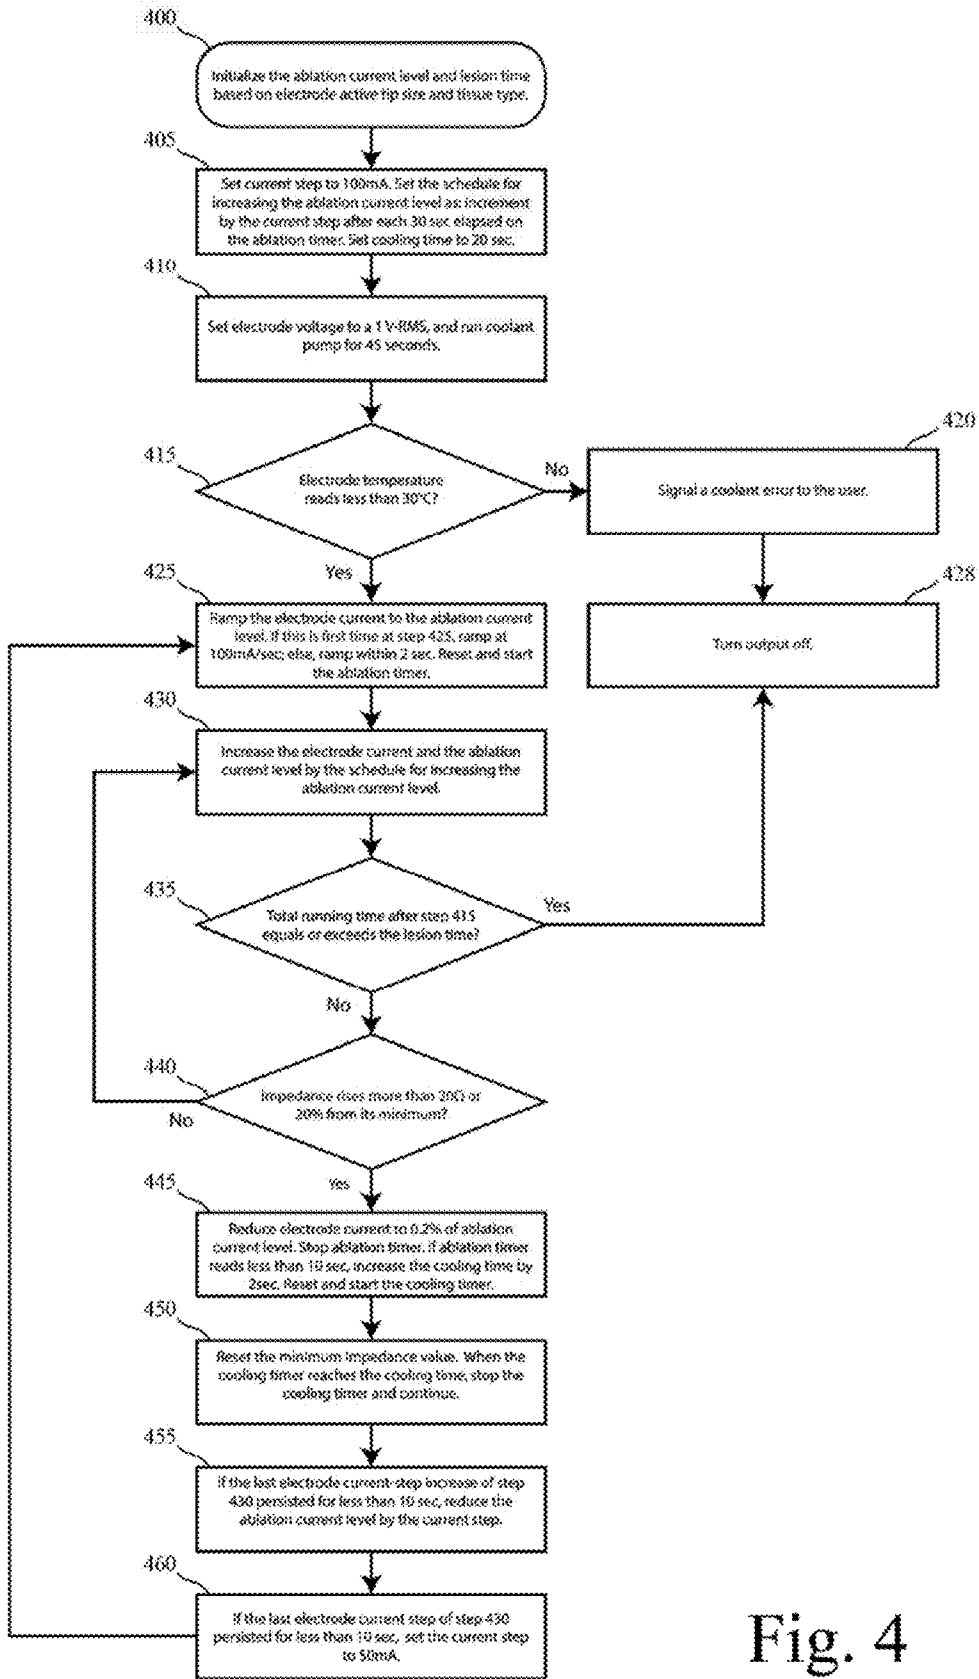 400
Initialize the ablation current level and lesion time
based on electrode active tip size and tissue type.
405
Set current step to 100mA. Set the schedule for
increasing the ablation current level as: increment
by the current step after each 30 sec elapsed on
the ablation timer. Set cooling time to 20 sec.
410
Set electrode voltage to a 1 V-RMS, and run coolant
pump for 45 seconds.
415
Electrode temperature
reads less than 30°C?
No
420
Signal a coolant error to the user.
Yes
425
Ramp the electrode current to the ablation current
level. If this is first time at step 425, ramp at
100mA/sec; else, ramp within 2 sec. Reset and start
the ablation timer.
428
Turn output off.
430
Increase the electrode current and the ablation
current level by the schedule for increasing the
ablation current level.
435
Total running time after step 415
equals or exceeds the lesion time?
Yes
No
440
Impedance rises more than 20Ω or
20% from its minimum?
No
Yes
445
Reduce electrode current to 0.2% of ablation
current level. Stop ablation timer. If ablation timer
reads less than 10 sec, increase the cooling time by
2sec. Reset and start the cooling timer.
450
Reset the minimum impedance value. When the
cooling timer reaches the cooling time, stop the
cooling timer and continue.
455
If the last electrode current-step increase of step
430 persisted for less than 10 sec, reduce the
ablation current level by the current step.
460
If the last electrode current step of step 430
persisted for less than 10 sec, set the current step
to 50mA.
Fig. 4